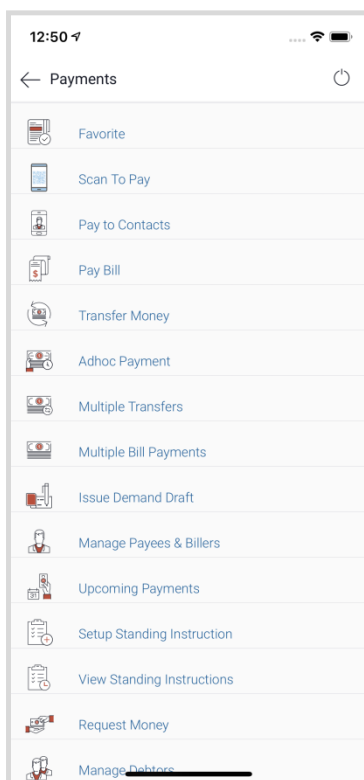 12:50
Payments
Favorite
Scan To Pay
Pay to Contacts
Pay Bill
Transfer Money
Adhoc Payment
Multiple Transfers
Multiple Bill Payments
Issue Demand Draft
Manage Payees & Billers
Upcoming Payments
Setup Standing Instruction
View Standing Instructions
Request Money
Manage Debtors